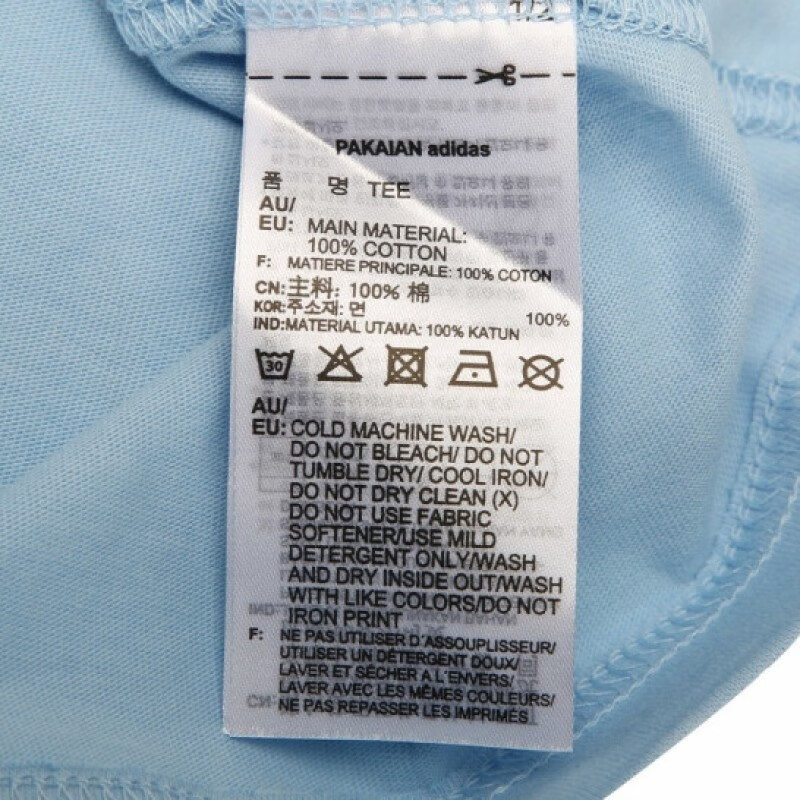 1/2
PAKAIAN adidas
품 명 TEE
AU/
EU: MAIN MATERIAL:
100% COTTON
F: MATIERE PRINCIPALE: 100% COTON
CN:主料: 100% 棉
KOR:주소재: 면 100%
IND:MATERIAL UTAMA: 100% KATUN
30
AU/
EU: COLD MACHINE WASH/
DO NOT BLEACH/ DO NOT
TUMBLE DRY/ COOL IRON/
DO NOT DRY CLEAN (X)
DO NOT USE FABRIC
SOFTENER/USE MILD
DETERGENT ONLY/WASH
AND DRY INSIDE OUT/WASH
WITH LIKE COLORS/DO NOT
IRON PRINT
F: NE PAS UTILISER D'ASSOUPLISSEUR/
UTILISER UN DÉTERGENT DOUX/
LAVER ET SÉCHER A L'ENVERS/
LAVER AVEC LES MÊMES COULEURS/
NE PAS REPASSER LES IMPRIMÉS